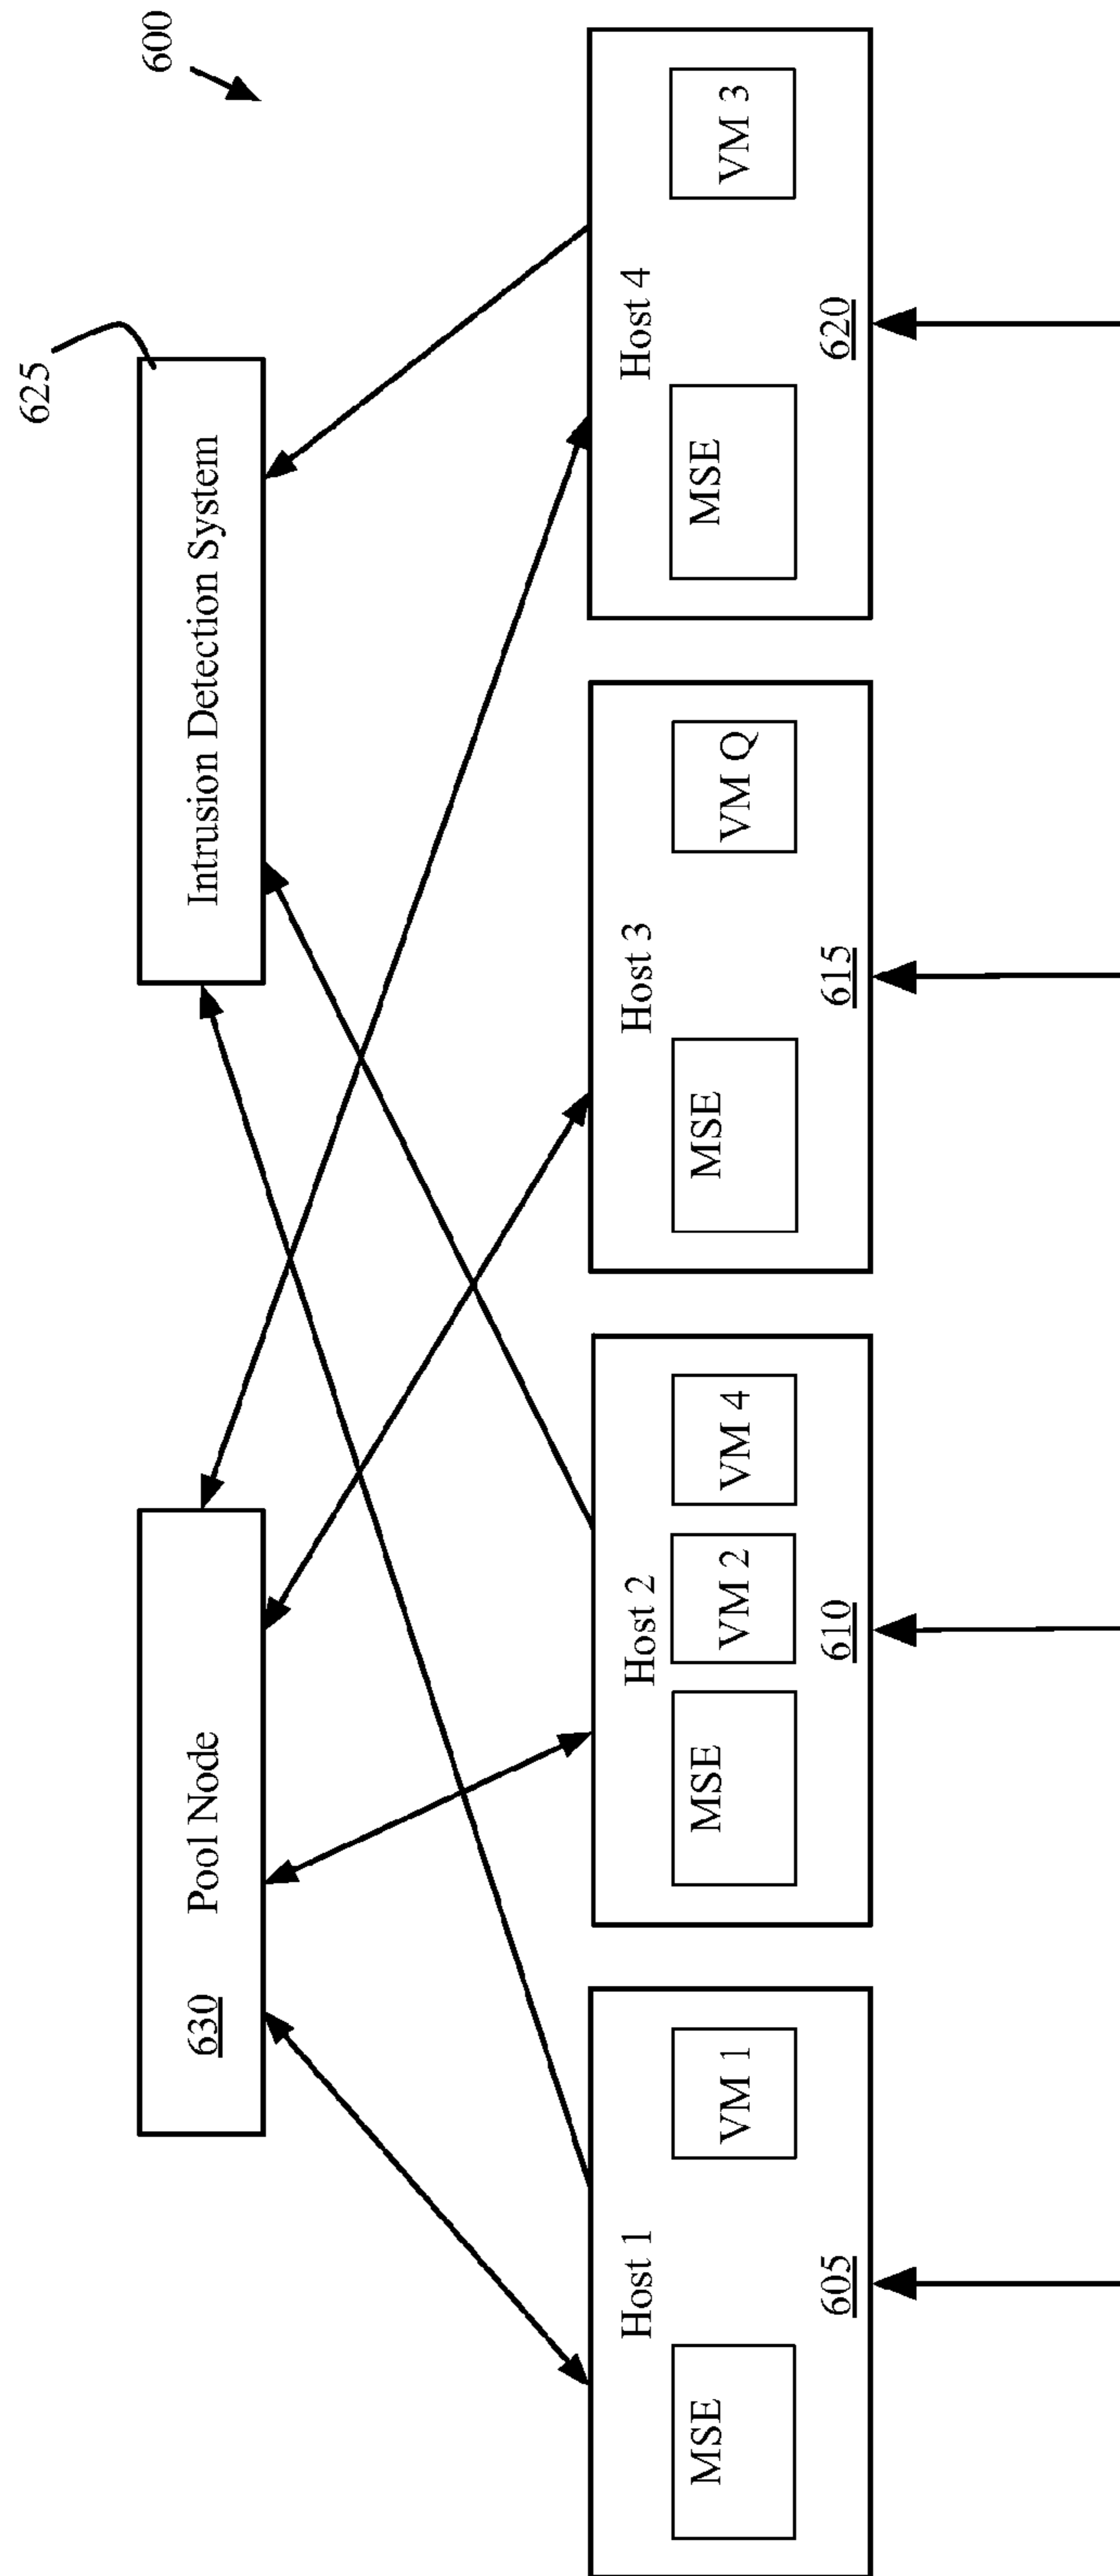 600
625
630
Pool Node
Intrusion Detection System
Host 1
MSE
VM 1
605
Host 2
MSE
VM 2
VM 4
610
Host 3
MSE
VM Q
615
Host 4
MSE
VM 3
620